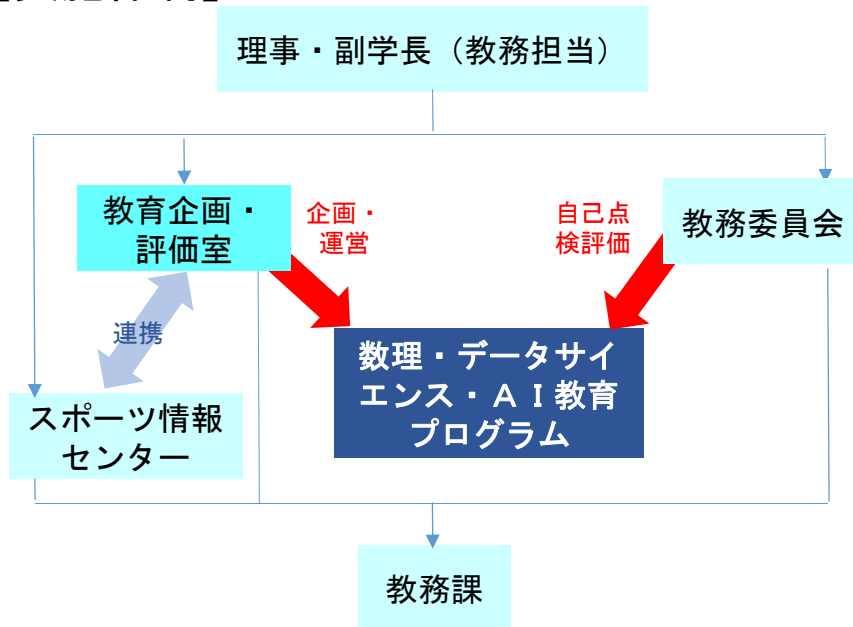 理事・副学長（教務担当）
教育企画・
評価室
企画・
運営
自己点
検評価
教務委員会
連携
数理・データサイ
エンス・ＡＩ教育
プログラム
スポーツ情報
センター
教務課